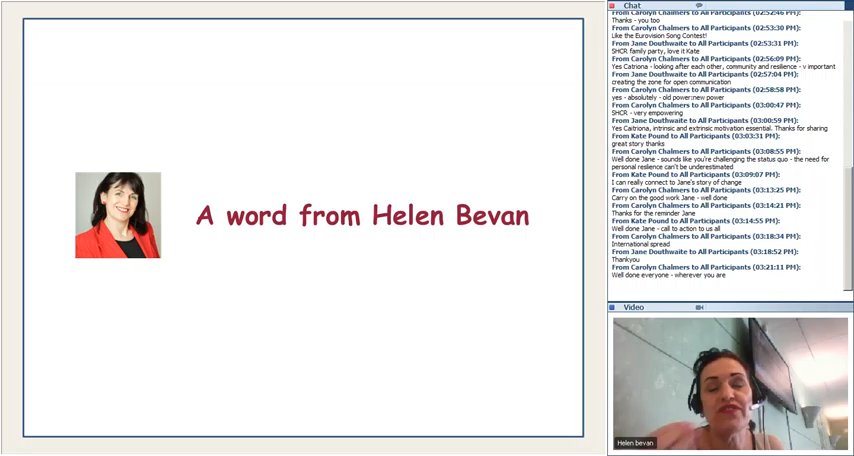 A word from Helen Bevan
Chat
From Carolyn Chalmers to All Participants (02:52:46 PM):
Thanks - you too
From Carolyn Chalmers to All Participants (02:53:30 PM):
Like the Eurovision Song Contest!
From Jane Douthwaite to All Participants (02:53:31 PM):
SHCR family party, love it Kate
From Carolyn Chalmers to All Participants (02:56:09 PM):
Yes Catriona - looking after each other, community and resilience - v important
From Jane Douthwaite to All Participants (02:57:04 PM):
creating the zone for open communication
From Carolyn Chalmers to All Participants (02:58:58 PM):
yes - absolutely - old power:new power
From Carolyn Chalmers to All Participants (03:00:47 PM):
SHCR - very empowering
From Jane Douthwaite to All Participants (03:00:59 PM):
Yes Caitriona, intrinsic and extrinsic motivation essential. Thanks for sharing
From Kate Pound to All Participants (03:03:31 PM):
great story thanks
From Carolyn Chalmers to All Participants (03:08:55 PM):
Well done Jane - sounds like you're challenging the status quo - the need for
personal reslience can't be underestimated
From Kate Pound to All Participants (03:09:07 PM):
I can really connect to Jane's story of change
From Carolyn Chalmers to All Participants (03:13:25 PM):
Carry on the good work Jane - well done
From Carolyn Chalmers to All Participants (03:14:21 PM):
Thanks for the reminder Jane
From Kate Pound to All Participants (03:14:55 PM):
Well done Jane - call to action to us all
From Carolyn Chalmers to All Participants (03:18:34 PM):
International spread
From Jane Douthwaite to All Participants (03:18:52 PM):
Thankyou
From Carolyn Chalmers to All Participants (03:21:11 PM):
Well done everyone - wherever you are
Video
Helen bevan